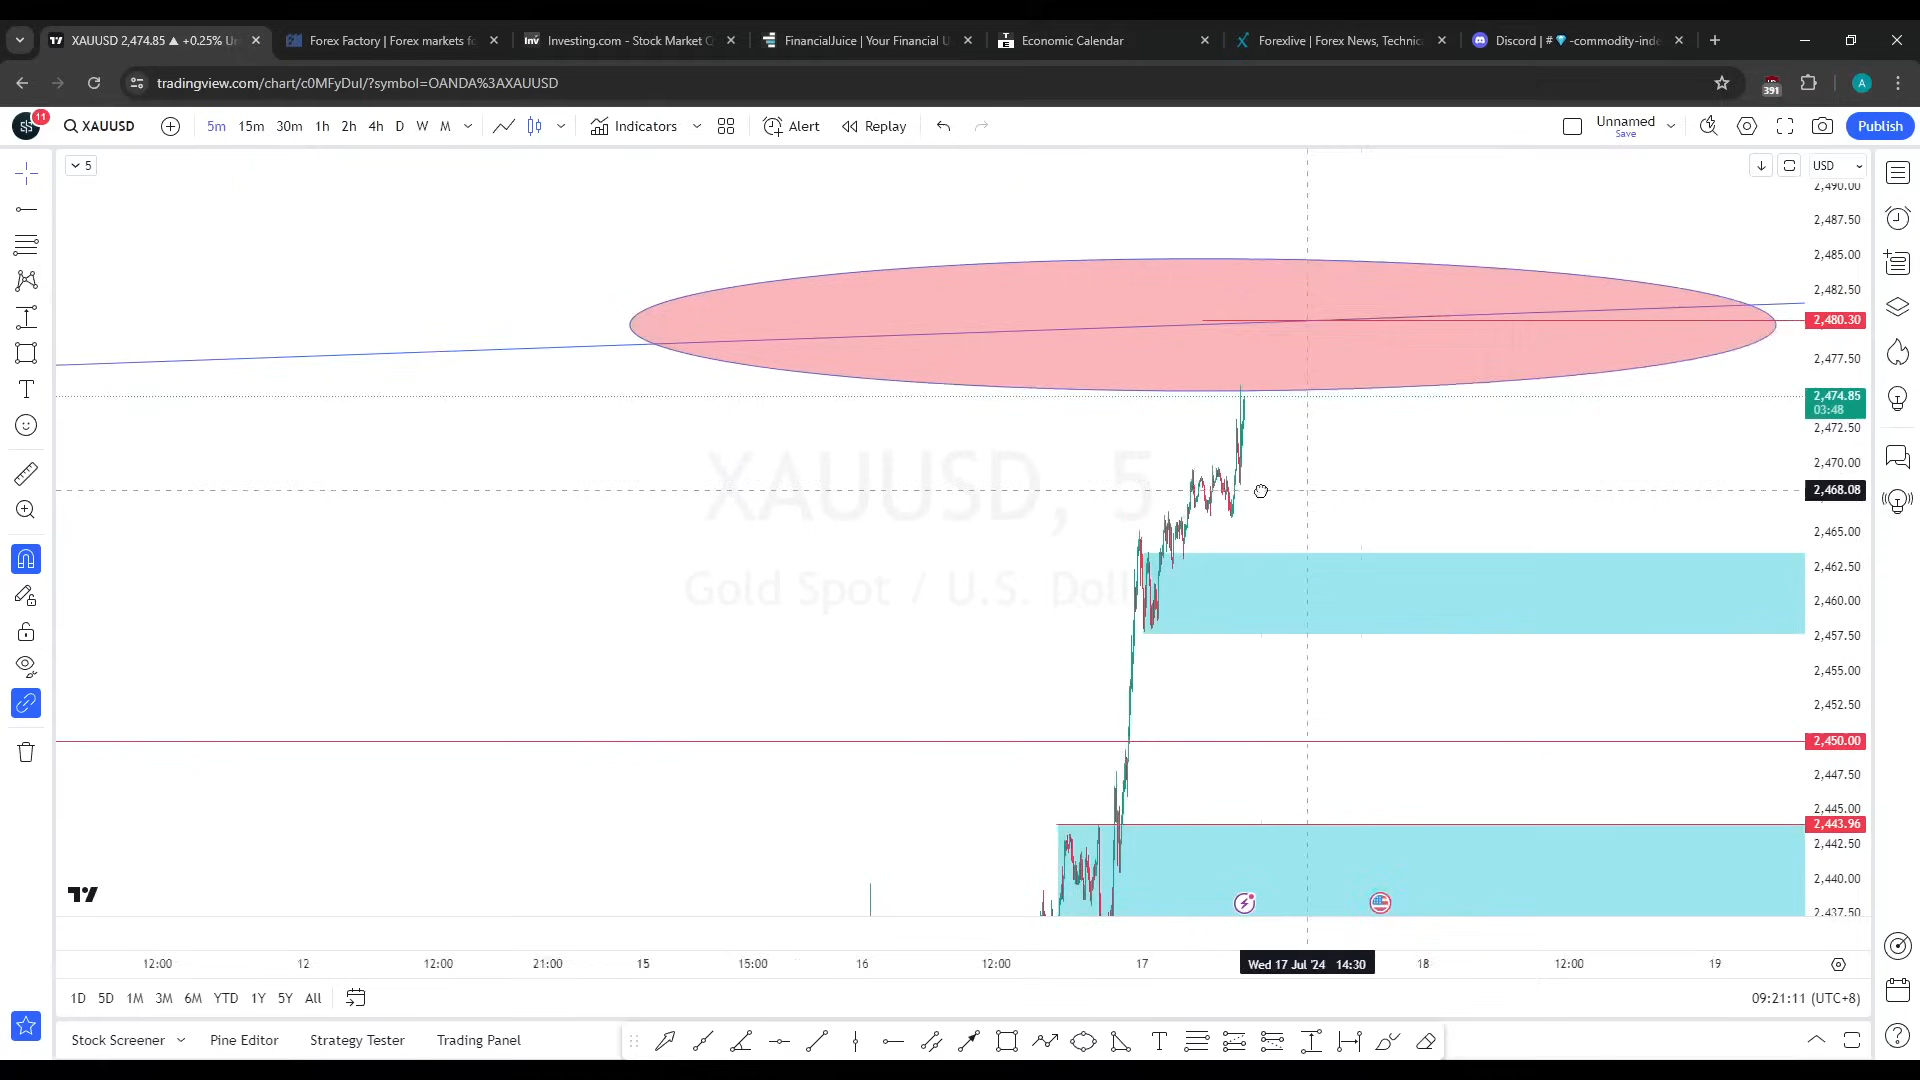 XAUUSD 2,474.85 ▲ +0.25% Un
Forex Factory | Forex markets fo
Investing.com - Stock Market Q
FinancialJuice | Your Financial U
Economic Calendar
Forexlive | Forex News, Technic
Discord | # 💎 -commodity-inde
tradingview.com/chart/c0MFyDul/?symbol=OANDA%3AXAUUSD
391
A
11
XAUUSD
5m 15m 30m 1h 2h 4h D W M
Indicators
Alert
Replay
Unnamed
Save
Publish
5
USD
2,490.00
2,487.50
2,485.00
2,482.50
2,480.30
2,477.50
2,474.85
03:48
2,472.50
2,470.00
2,468.08
2,465.00
2,462.50
2,460.00
2,457.50
2,455.00
2,452.50
2,450.00
2,447.50
2,445.00
2,443.96
2,442.50
2,440.00
2,437.50
XAUUSD, 5
Gold Spot / U.S. Doll
12:00 12 12:00 21:00 15 15:00 16 12:00 17 Wed 17 Jul '24 14:30 18 12:00 19
1D 5D 1M 3M 6M YTD 1Y 5Y All
09:21:11 (UTC+8)
Stock Screener Pine Editor Strategy Tester Trading Panel